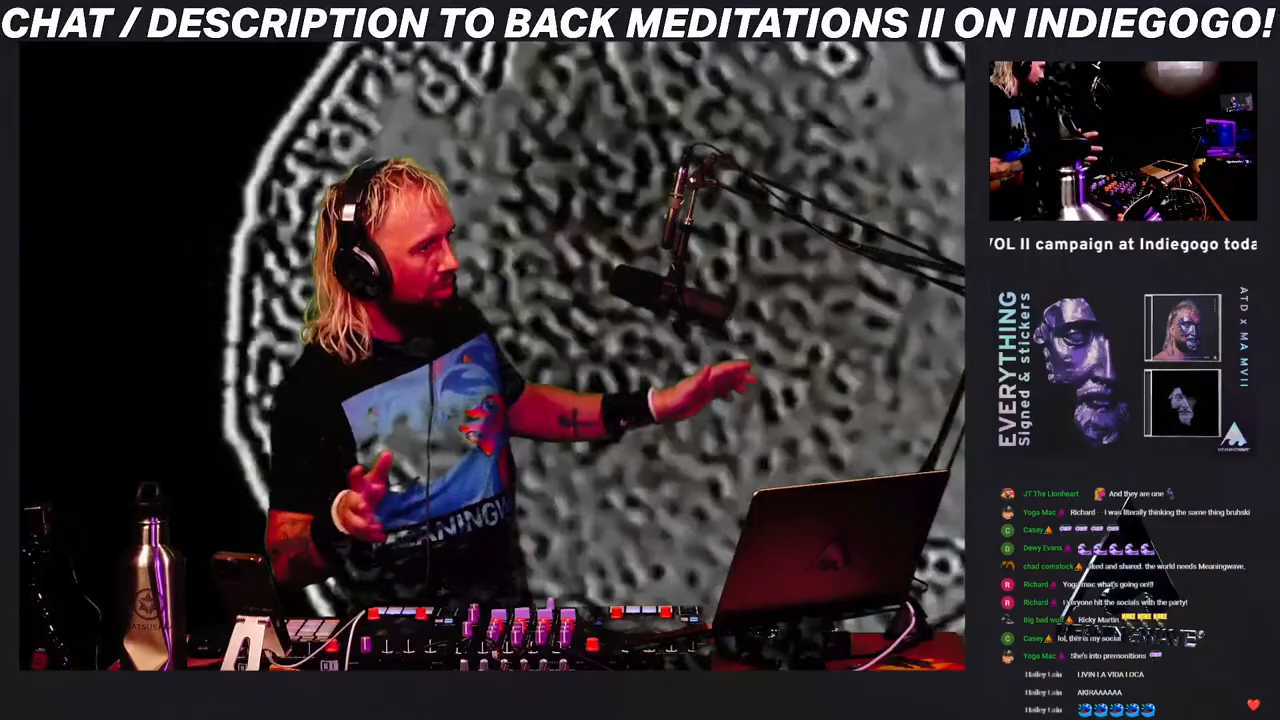 CHAT / DESCRIPTION TO BACK MEDITATIONS II ON INDIEGOGO!
VOL II campaign at Indiegogo toda
EVERYTHING
Signed & stickers
ATD x MA MVII
MEANINGWAVE
MEANINGW
JT The Lionheart And they are one
Yoga Mac Richard I was literally thinking the same thing bruhski
Casey
Dewy Evans
chad comstock liked and shared. the world needs Meaningwave.
Richard Yoga mac what's going on!!!
Richard Everyone hit the socials with the party!
Big bad wolf Ricky Martin
Casey lol, this is my social
Yoga Mac She's into premonitions
Hailey Lain LIVIN LA VIDA LOCA
Hailey Lain AKIRAAAAAA
Hailey Lain